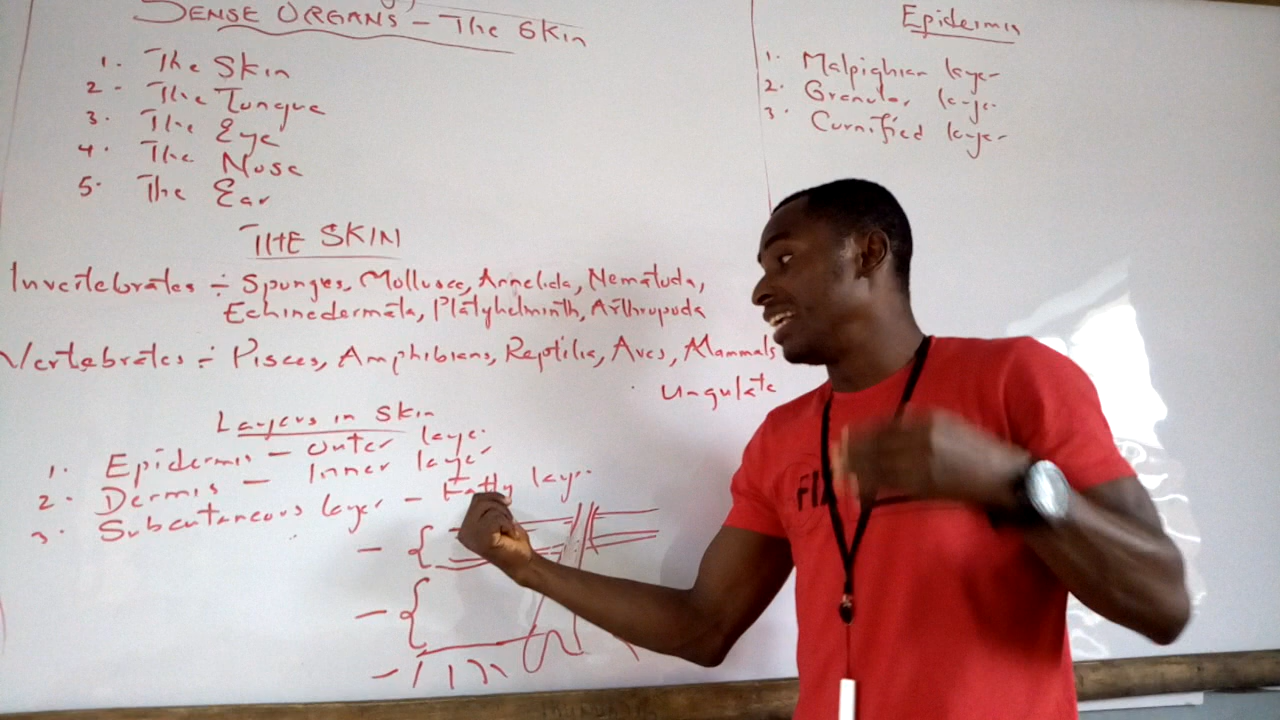 SENSE ORGANS - The Skin
1. The Skin
2. The Tongue
3. The Eye
4. The Nose
5. The Ear
THE SKIN
Invertebrates ÷ Sponges, Mollusca, Annelida, Nematoda,
Echinodermata, Platyhelminth, Arthropoda
Vertebrates ÷ Pisces, Amphibians, Reptilia, Aves, Mammals
Ungulate
Layers in Skin
1. Epidermis - Outer layer
2. Dermis - Inner layer
3. Subcutaneous layer - Fatty layer
Epidermis
1. Malpighian layer
2. Granular layer
3. Cornified layer